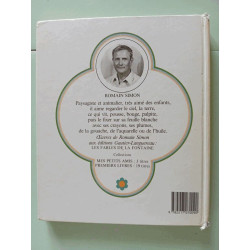 ROMAIN SIMON
Paysagiste et animalier, très aimé des enfants,
il aime regarder le ciel, la terre,
ce qui vit, pousse, bouge, palpite,
puis le fixer sur sa feuille blanche
avec ses crayons, ses plumes,
de la gouache, de l'aquarelle ou de l'huile.
Œuvres de Romain Simon
aux éditions Gautier-Languereau:
LES FABLES DE LA FONTAINE
Collections
MES PETITS AMIS
PREMIERS LIVRES